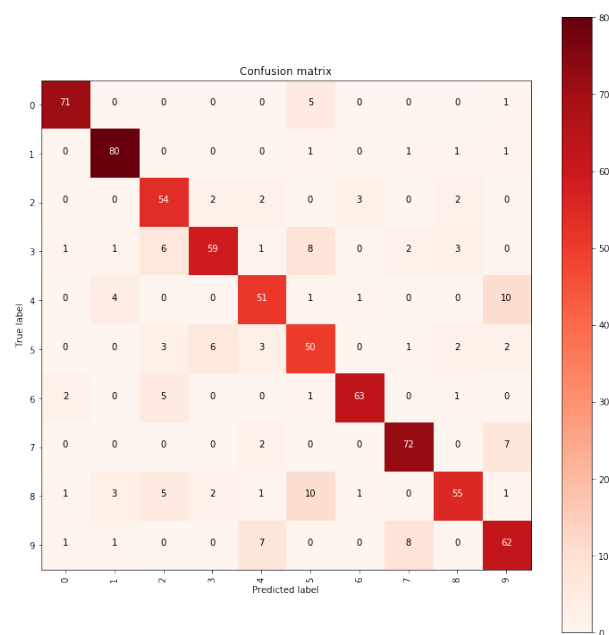 Confusion matrix
0 71 0 0 0 0 5 0 0 0 1
1 0 80 0 0 0 1 0 1 1 1
2 0 0 54 2 2 0 3 0 2 0
3 1 1 6 59 1 8 0 2 3 0
4 0 4 0 0 51 1 1 0 0 10
5 0 0 3 6 3 50 0 1 2 2
6 2 0 5 0 0 1 63 0 1 0
7 0 0 0 0 2 0 0 72 0 7
8 1 3 5 2 1 10 1 0 55 1
9 1 1 0 0 7 0 0 8 0 62
0 1 2 3 4 5 6 7 8 9
True label
Predicted label
80
70
60
50
40
30
20
10
0